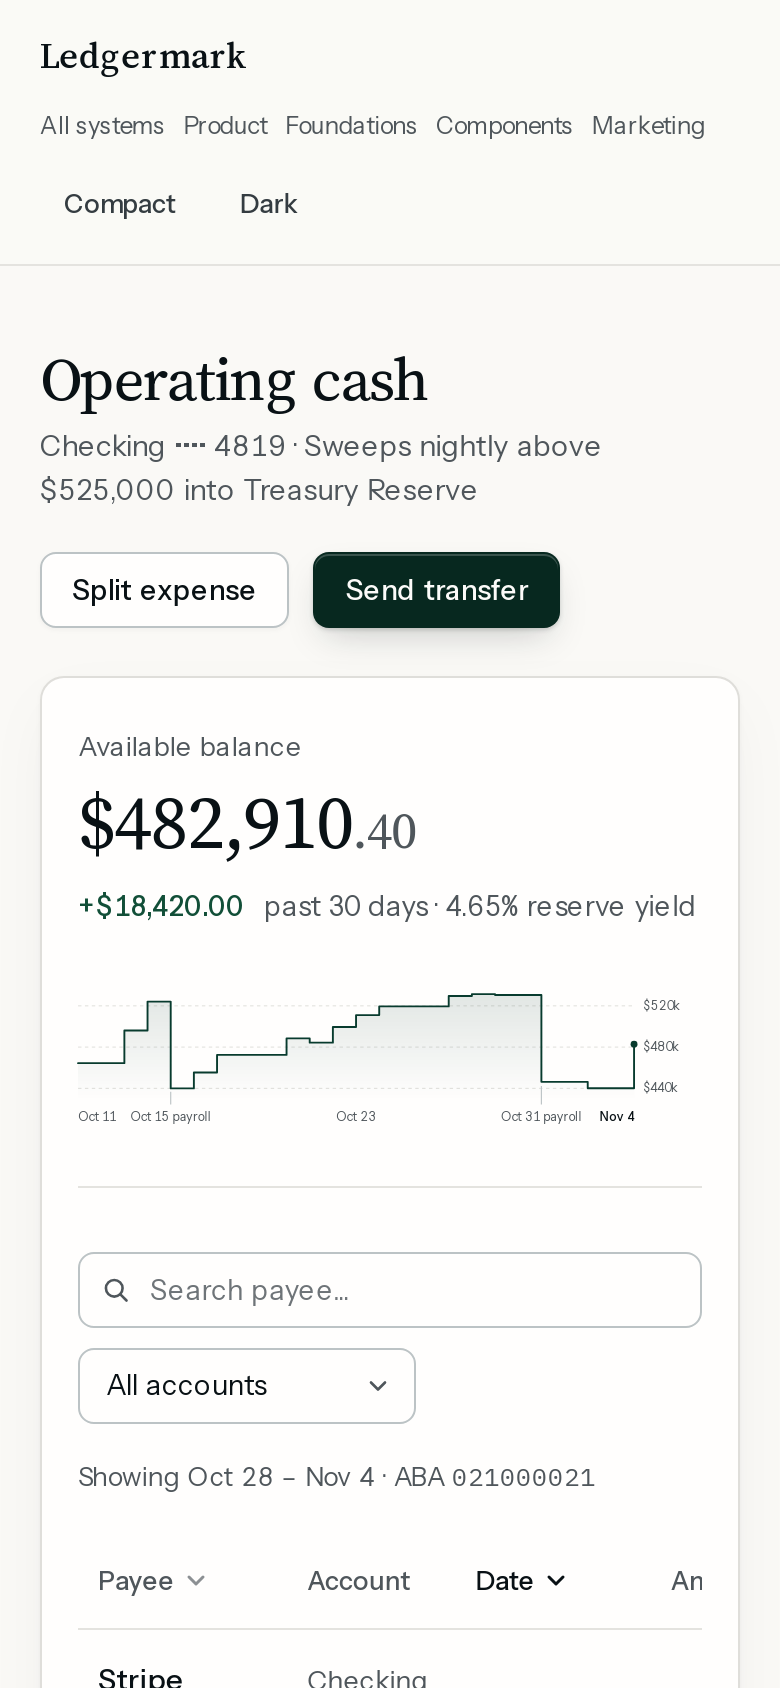 Ledgermark
All systems Product Foundations Components Marketing
Compact Dark
Operating cash
Checking ···· 4819 · Sweeps nightly above
$525,000 into Treasury Reserve
Split expense Send transfer
Available balance
$482,910.40
+$18,420.00 past 30 days · 4.65% reserve yield
$520k
$480k
$440k
Oct 11 Oct 15 payroll Oct 23 Oct 31 payroll Nov 4
Search payee…
All accounts
Showing Oct 28 – Nov 4 · ABA 021000021
Payee Account Date An
Stripe Checking